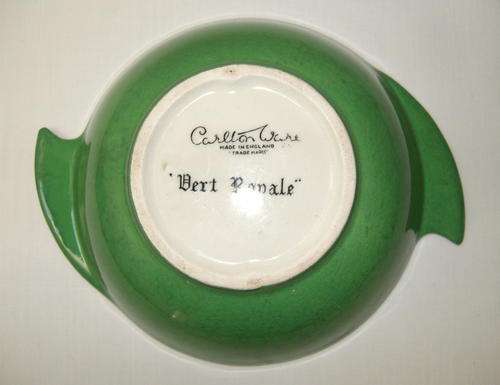 Carlton Ware
MADE IN ENGLAND
"TRADE MARK"
"Vert Royale"